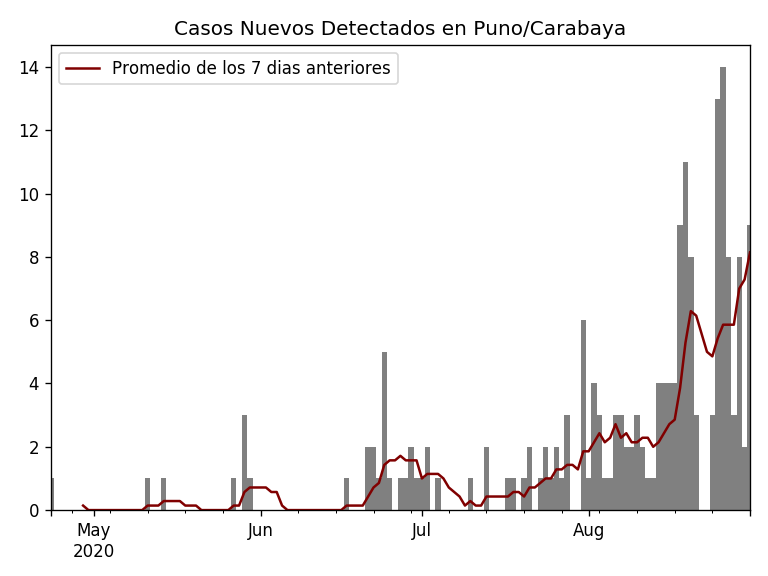 Casos Nuevos Detectados en Puno/Carabaya
Promedio de los 7 dias anteriores
14
12
10
8
6
4
2
0
May
2020
Jun
Jul
Aug